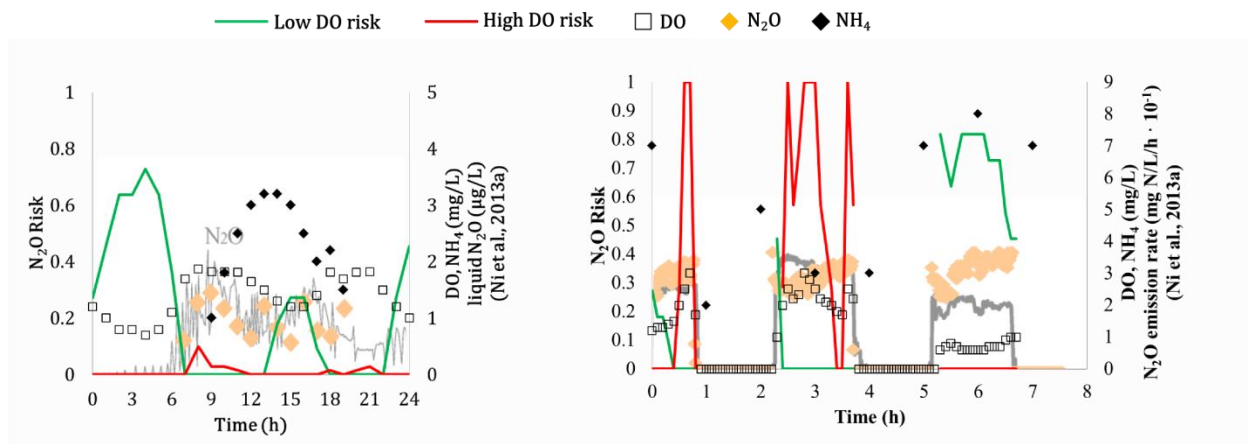 Low DO risk High DO risk DO N₂O NH₄
1
0.8
0.6
0.4
0.2
0
N₂O Risk
N₂O
5
4
3
2
1
0
DO, NH₄ (mg/L)
liquid N₂O (µg/L)
(Ni et al., 2013a)
0 3 6 9 12 15 18 21 24
Time (h)
1
0.9
0.8
0.7
0.6
0.5
0.4
0.3
0.2
0.1
0
N₂O Risk
9
8
7
6
5
4
3
2
1
0
DO, NH₄ (mg/L)
N₂O emission rate (mg N/L/h · 10⁻¹)
(Ni et al., 2013a)
0 1 2 3 4 5 6 7 8
Time (h)